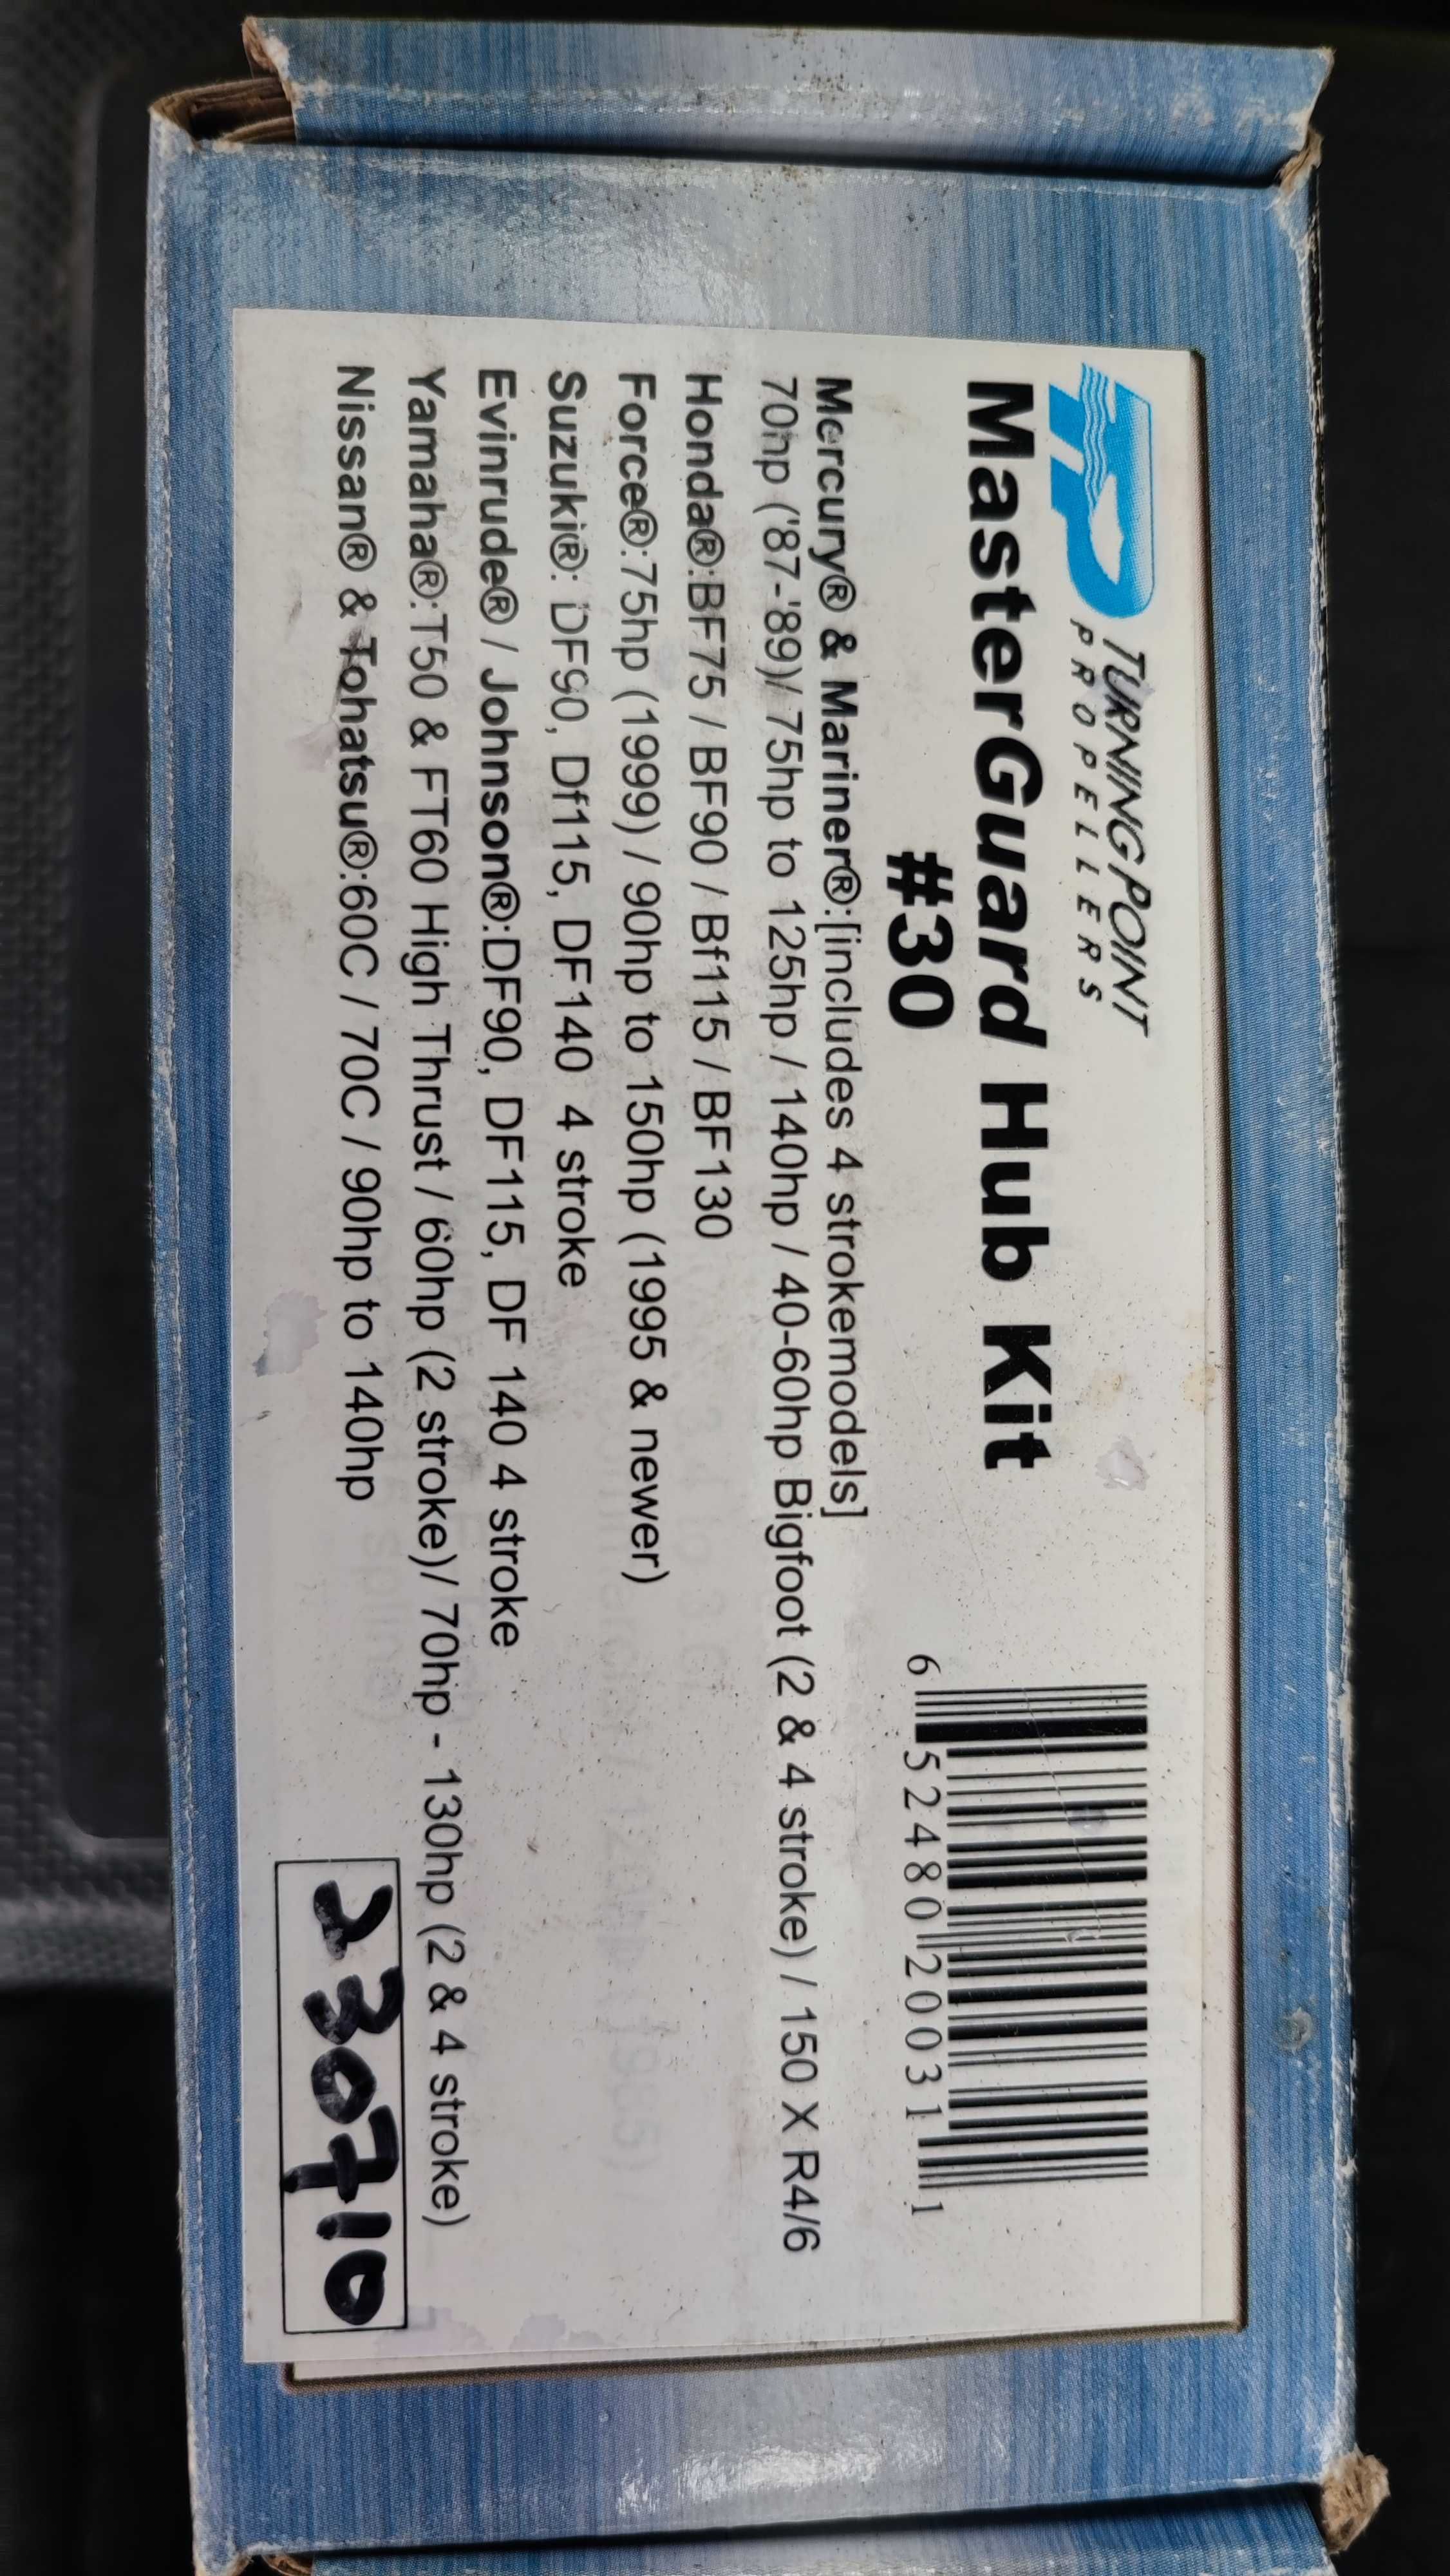 TURNING POINT
PROPELLERS
MasterGuard Hub Kit
#30
6 52480 20031 1
Mercury® & Mariner®:[includes 4 strokemodels]
70hp ('87-'89)/ 75hp to 125hp / 140hp / 40-60hp Bigfoot (2 & 4 stroke) / 150 X R4/6
Honda®:BF75 / BF90 / Bf115 / BF130
Force®:75hp (1999) / 90hp to 150hp (1995 & newer)
Suzuki®: DF90, Df115, DF140  4 stroke
Evinrude® / Johnson®:DF90, DF115, DF 140 4 stroke
Yamaha®:T50 & FT60 High Thrust / 60hp (2 stroke)/ 70hp - 130hp (2 & 4 stroke)
Nissan® & Tohatsu®:60C / 70C / 90hp to 140hp
230710